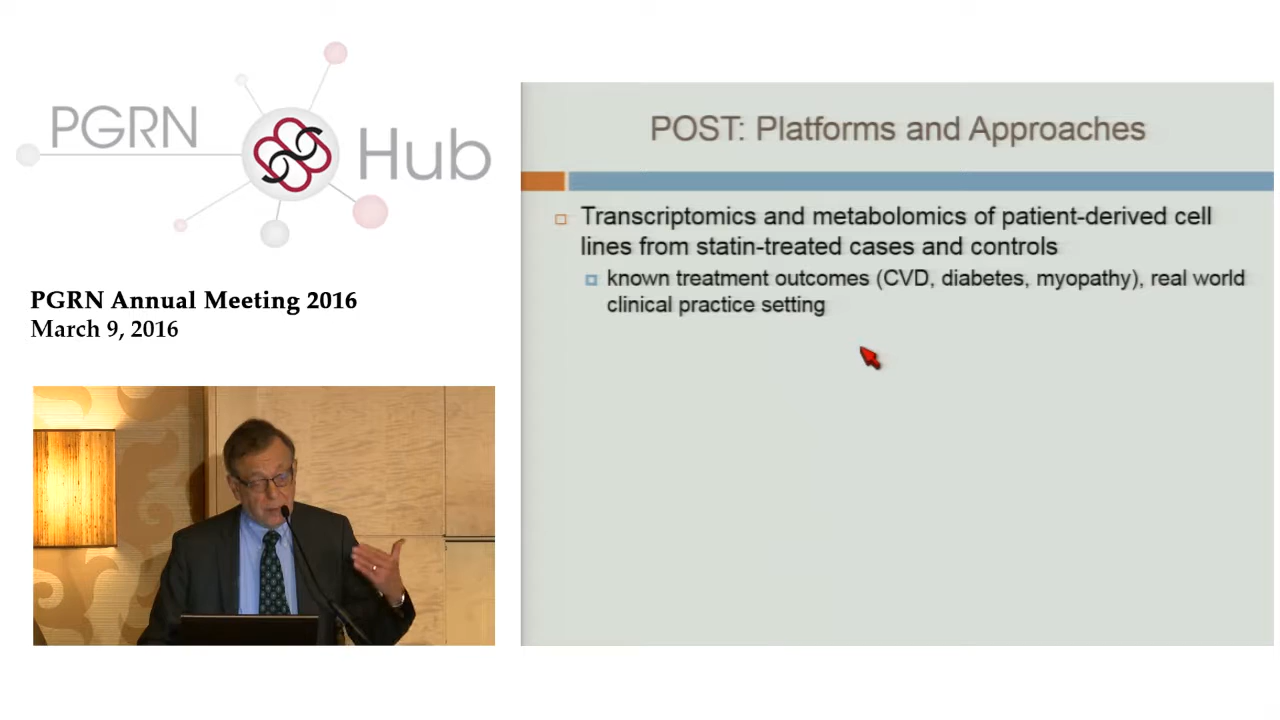 PGRN
Hub
PGRN Annual Meeting 2016
March 9, 2016
POST: Platforms and Approaches
Transcriptomics and metabolomics of patient-derived cell
lines from statin-treated cases and controls
known treatment outcomes (CVD, diabetes, myopathy), real world
clinical practice setting